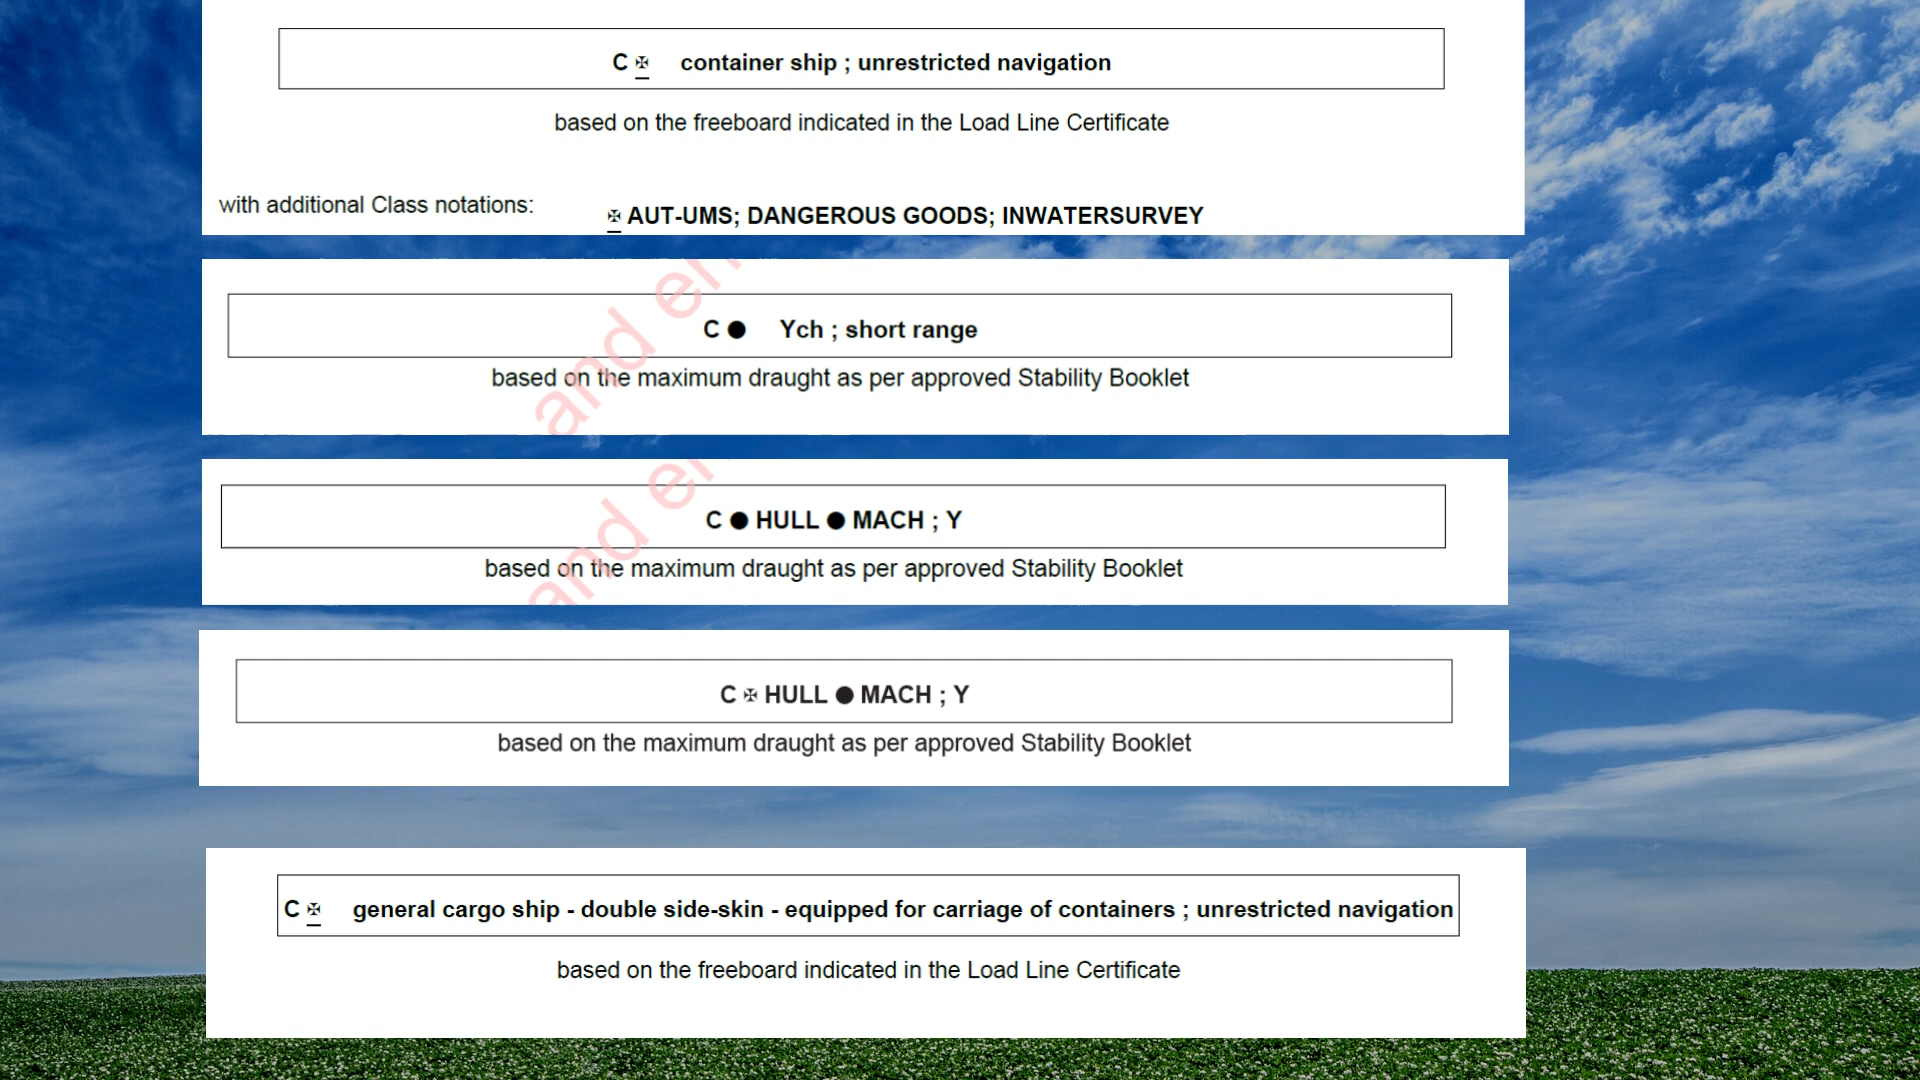 C ✠ container ship ; unrestricted navigation
based on the freeboard indicated in the Load Line Certificate
with additional Class notations:
✠ AUT-UMS; DANGEROUS GOODS; INWATERSURVEY
C ● Ych ; short range
based on the maximum draught as per approved Stability Booklet
and
C ● HULL ● MACH ; Y
based on the maximum draught as per approved Stability Booklet
and
C ✠ HULL ● MACH ; Y
based on the maximum draught as per approved Stability Booklet
C ✠ general cargo ship - double side-skin - equipped for carriage of containers ; unrestricted navigation
based on the freeboard indicated in the Load Line Certificate